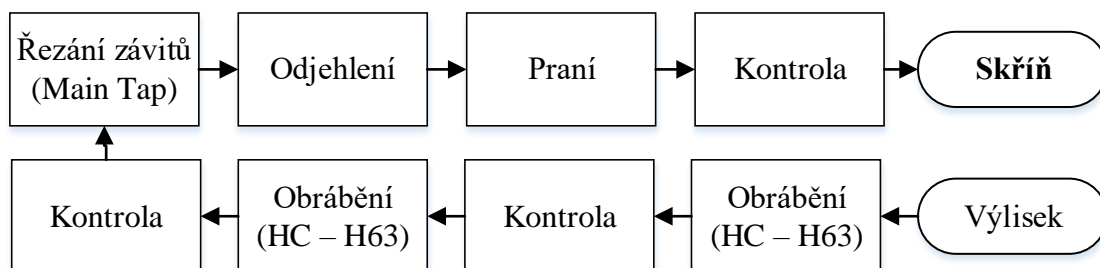 Řezání závitů
(Main Tap)
Odjehlení
Praní
Kontrola
Skříň
Kontrola
Obrábění
(HC – H63)
Kontrola
Obrábění
(HC – H63)
Výlisek